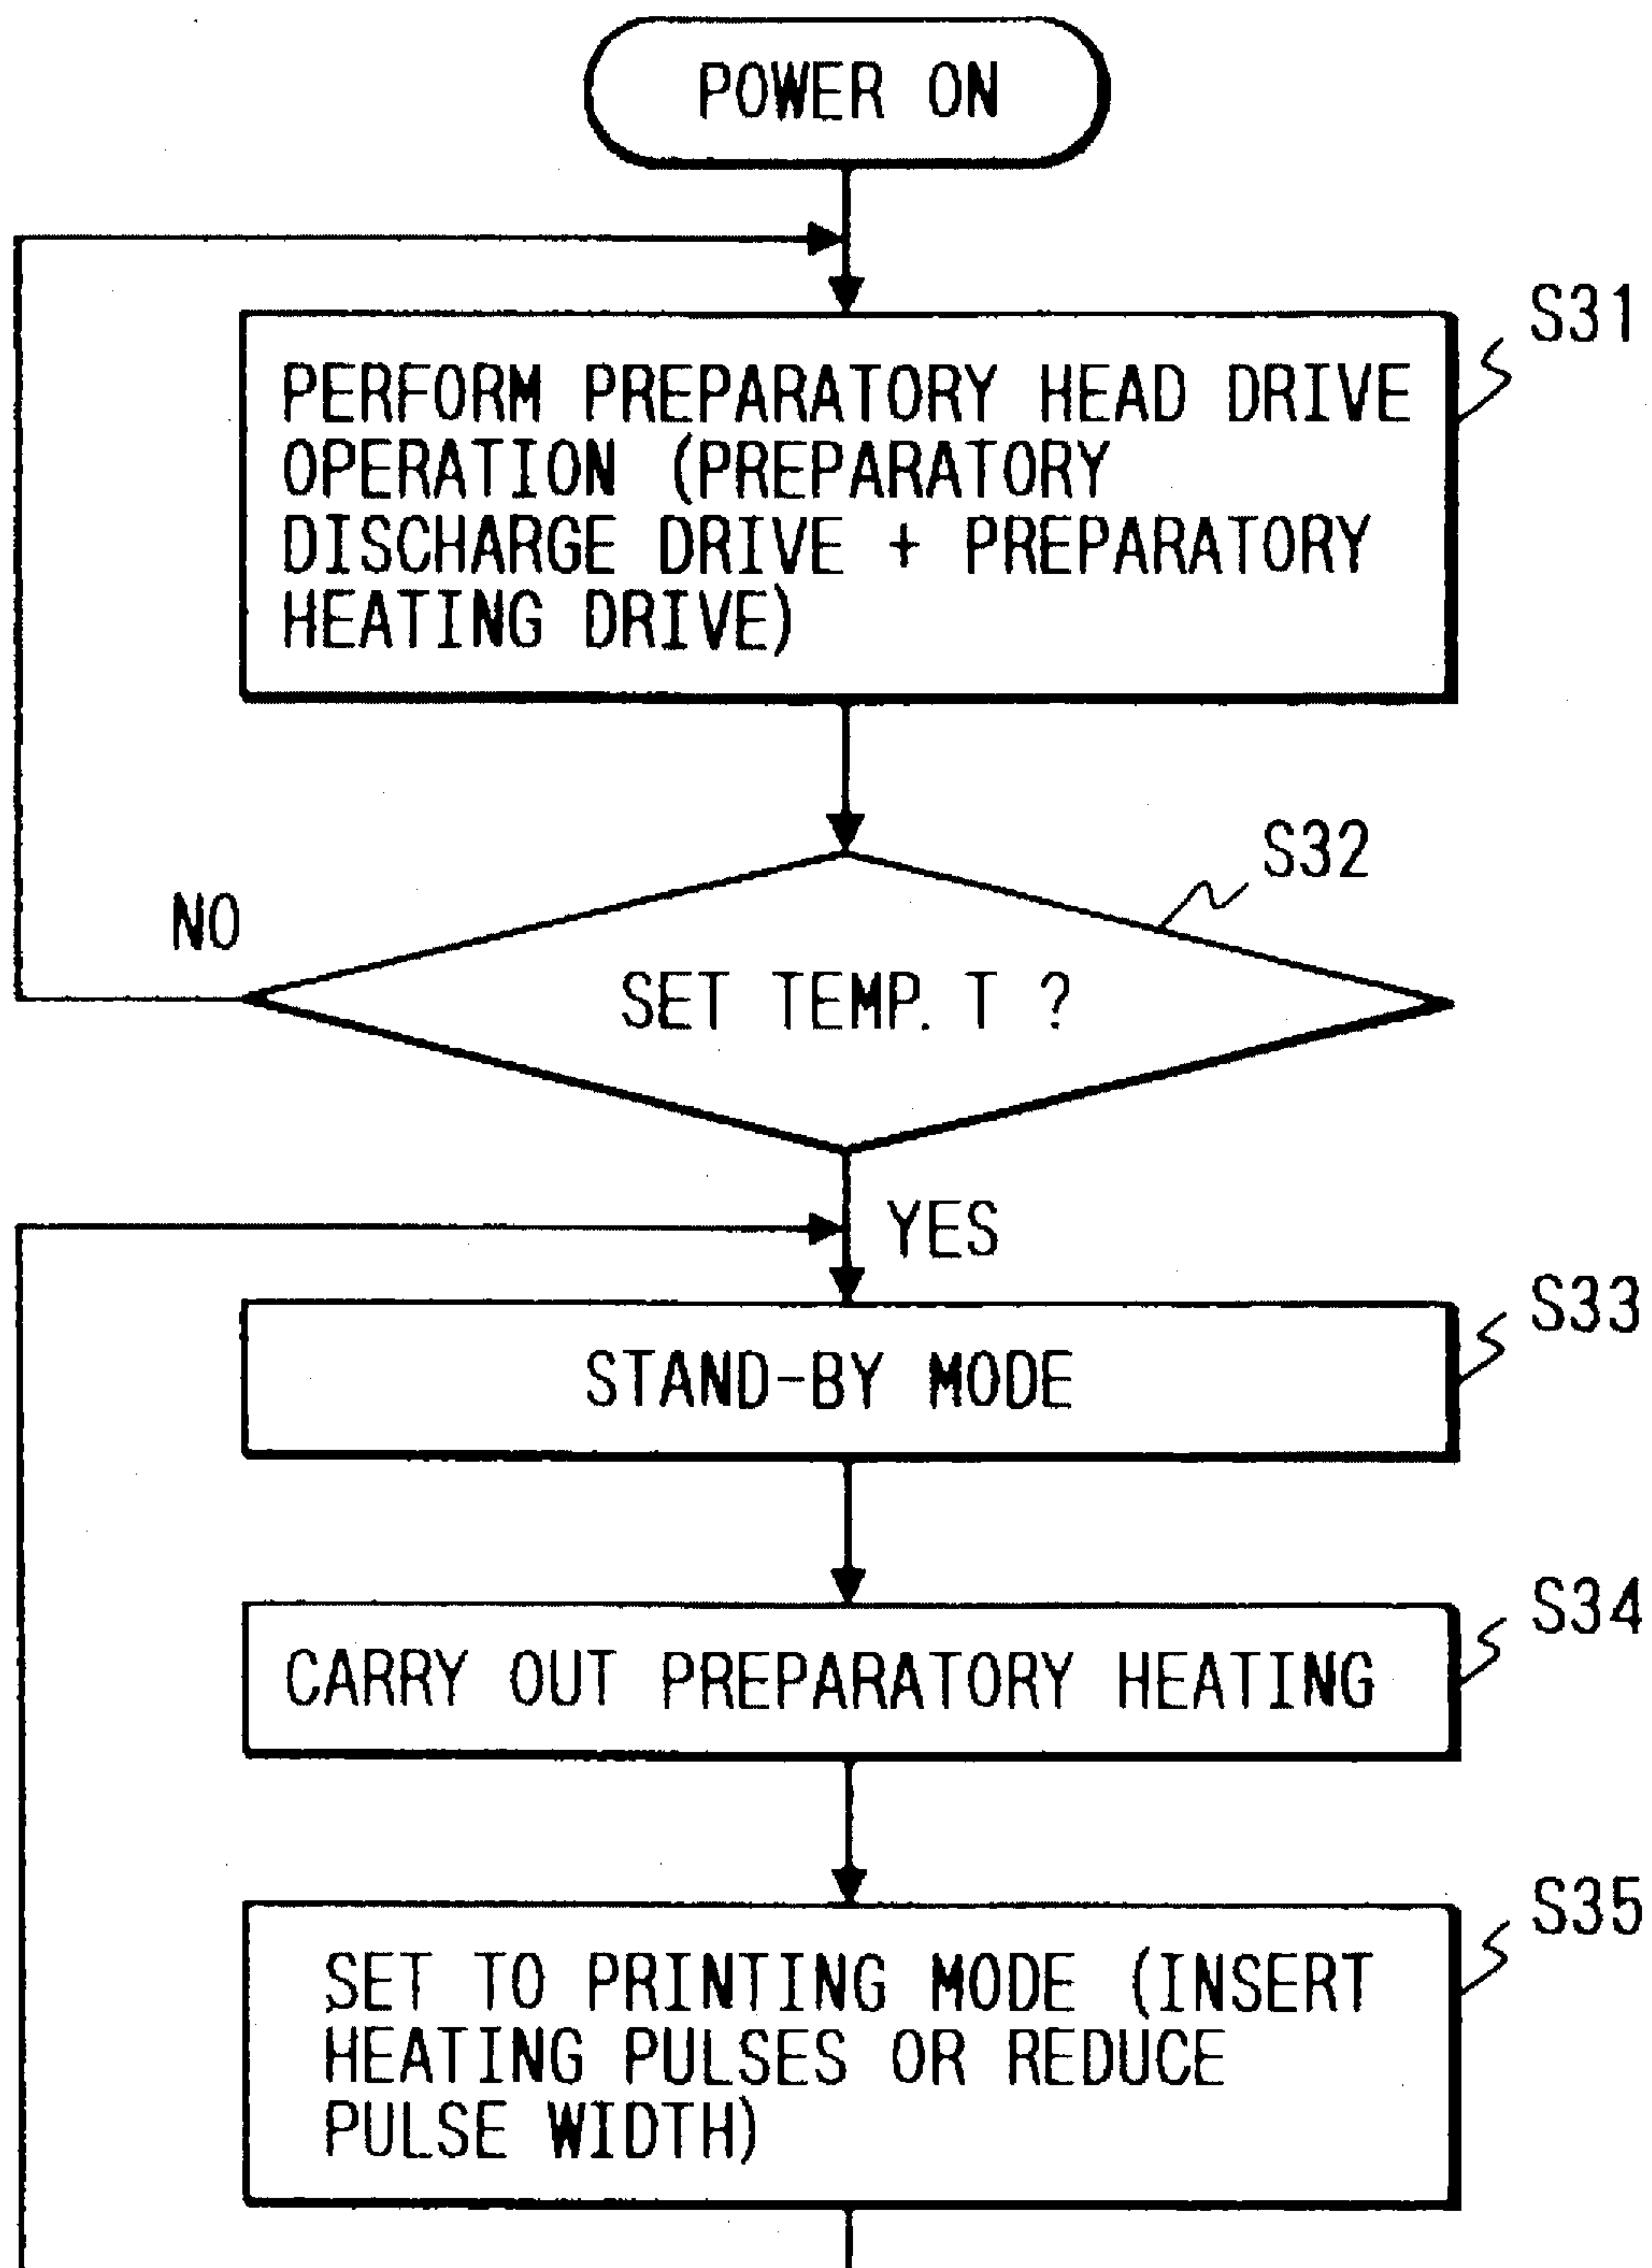 POWER ON
S31
PERFORM PREPARATORY HEAD DRIVE
OPERATION (PREPARATORY
DISCHARGE DRIVE + PREPARATORY
HEATING DRIVE)
S32
NO
SET TEMP. T ?
YES
S33
STAND-BY MODE
S34
CARRY OUT PREPARATORY HEATING
S35
SET TO PRINTING MODE (INSERT
HEATING PULSES OR REDUCE
PULSE WIDTH)